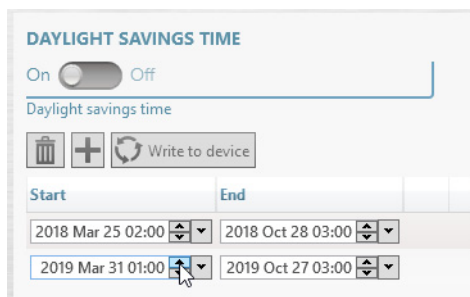 DAYLIGHT SAVINGS TIME
On Off
Daylight savings time
Write to device
Start End
2018 Mar 25 02:00 2018 Oct 28 03:00
2019 Mar 31 01:00 2019 Oct 27 03:00